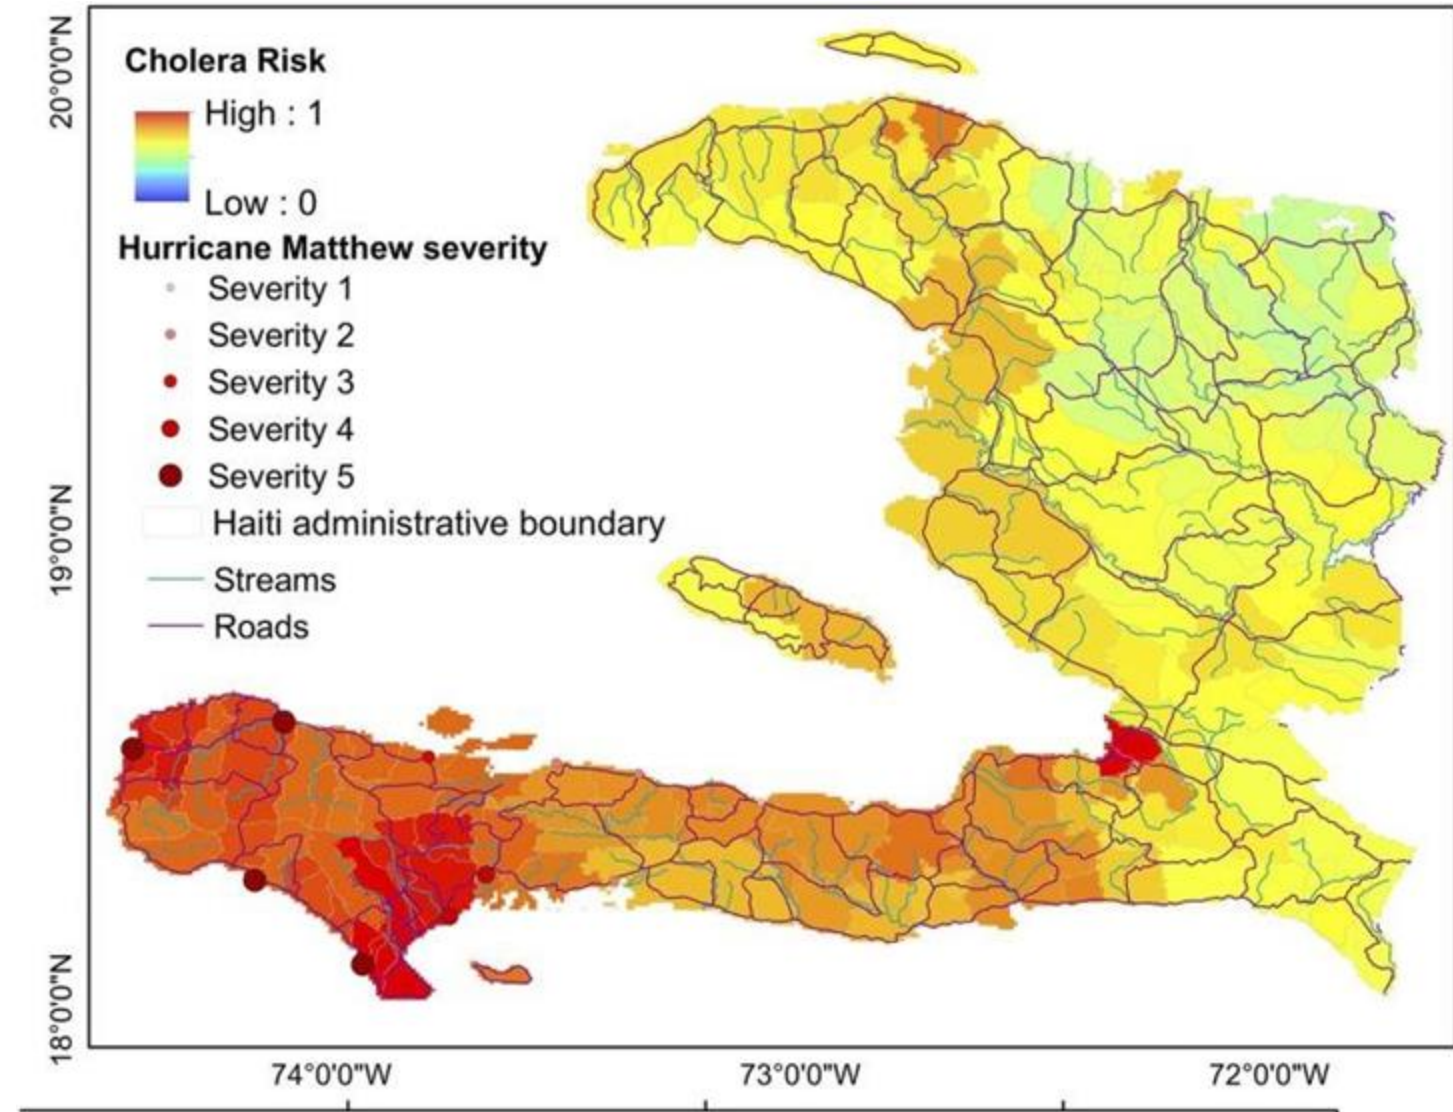 20°0'0"N
Cholera Risk
High : 1
Low : 0
Hurricane Matthew severity
Severity 1
Severity 2
Severity 3
Severity 4
Severity 5
Haiti administrative boundary
19°0'0"N
Streams
Roads
18°0'0"N
74°0'0"W 73°0'0"W 72°0'0"W